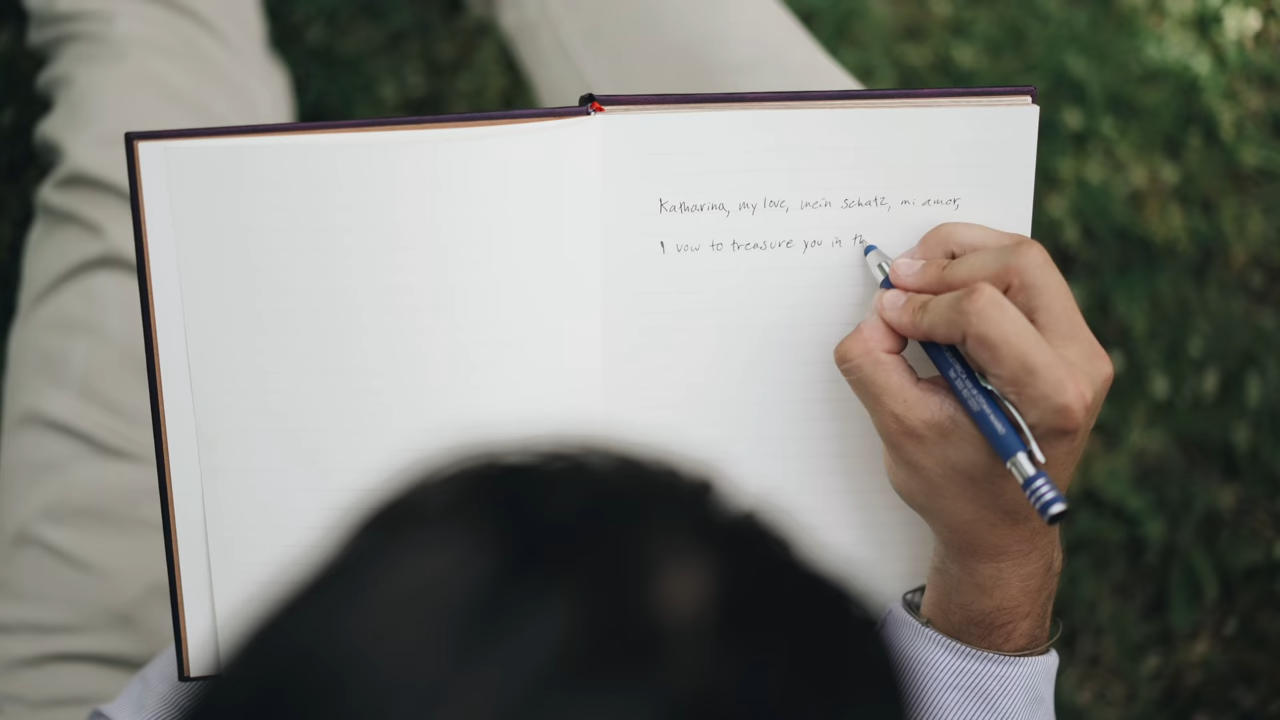 Katharina, my love, mein schatz, mi amor,
I vow to treasure you in th